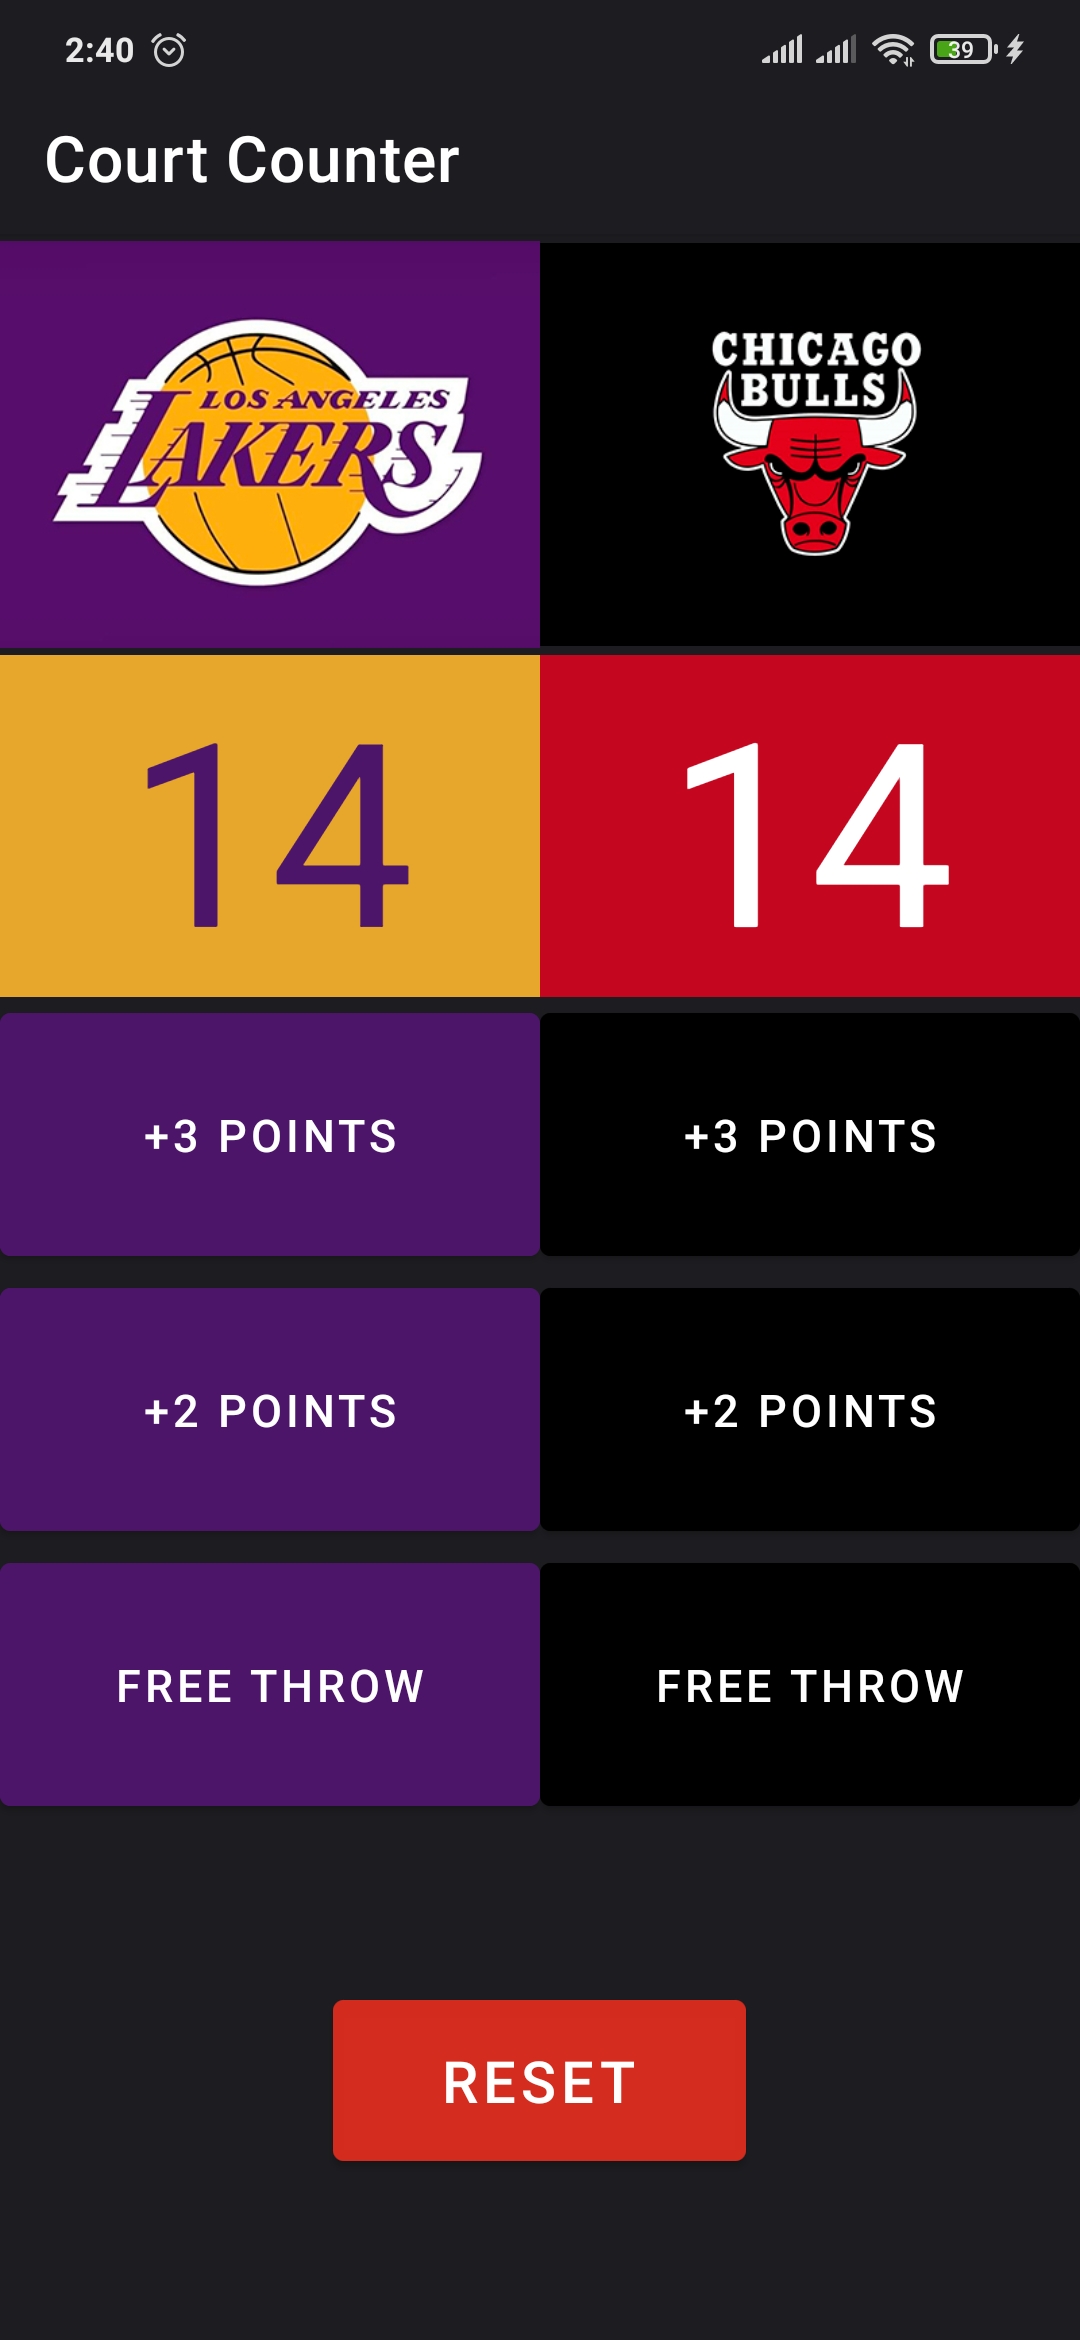 2:40
39
Court Counter
LOS ANGELES
LAKERS
CHICAGO
BULLS
14
14
+3 POINTS
+3 POINTS
+2 POINTS
+2 POINTS
FREE THROW
FREE THROW
RESET